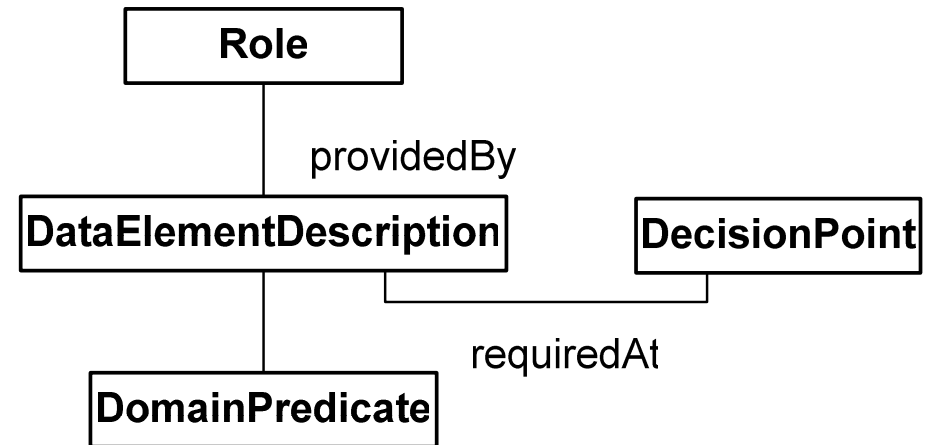 Role
providedBy
DataElementDescription
DecisionPoint
requiredAt
DomainPredicate